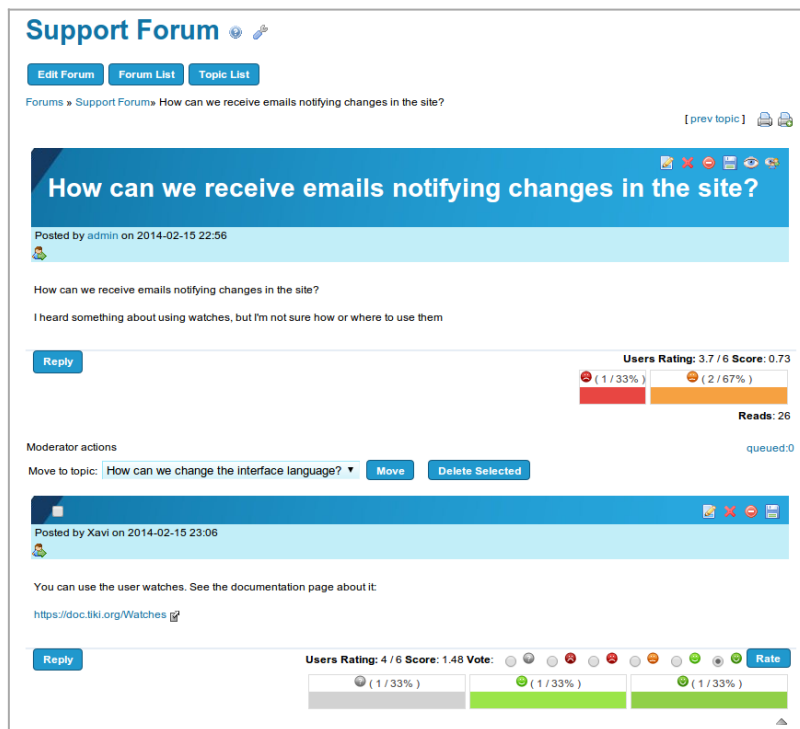 Support Forum
Edit Forum Forum List Topic List
Forums » Support Forum» How can we receive emails notifying changes in the site?
[ prev topic ]
How can we receive emails notifying changes in the site?
Posted by admin on 2014-02-15 22:56
How can we receive emails notifying changes in the site?
I heard something about using watches, but I'm not sure how or where to use them
Reply
Users Rating: 3.7 / 6 Score: 0.73
( 1 / 33% ) ( 2 / 67% )
Reads: 26
Moderator actions
queued:0
Move to topic: How can we change the interface language? Move Delete Selected
Posted by Xavi on 2014-02-15 23:06
You can use the user watches. See the documentation page about it:
https://doc.tiki.org/Watches
Reply
Users Rating: 4 / 6 Score: 1.48 Vote: Rate
( 1 / 33% ) ( 1 / 33% ) ( 1 / 33% )